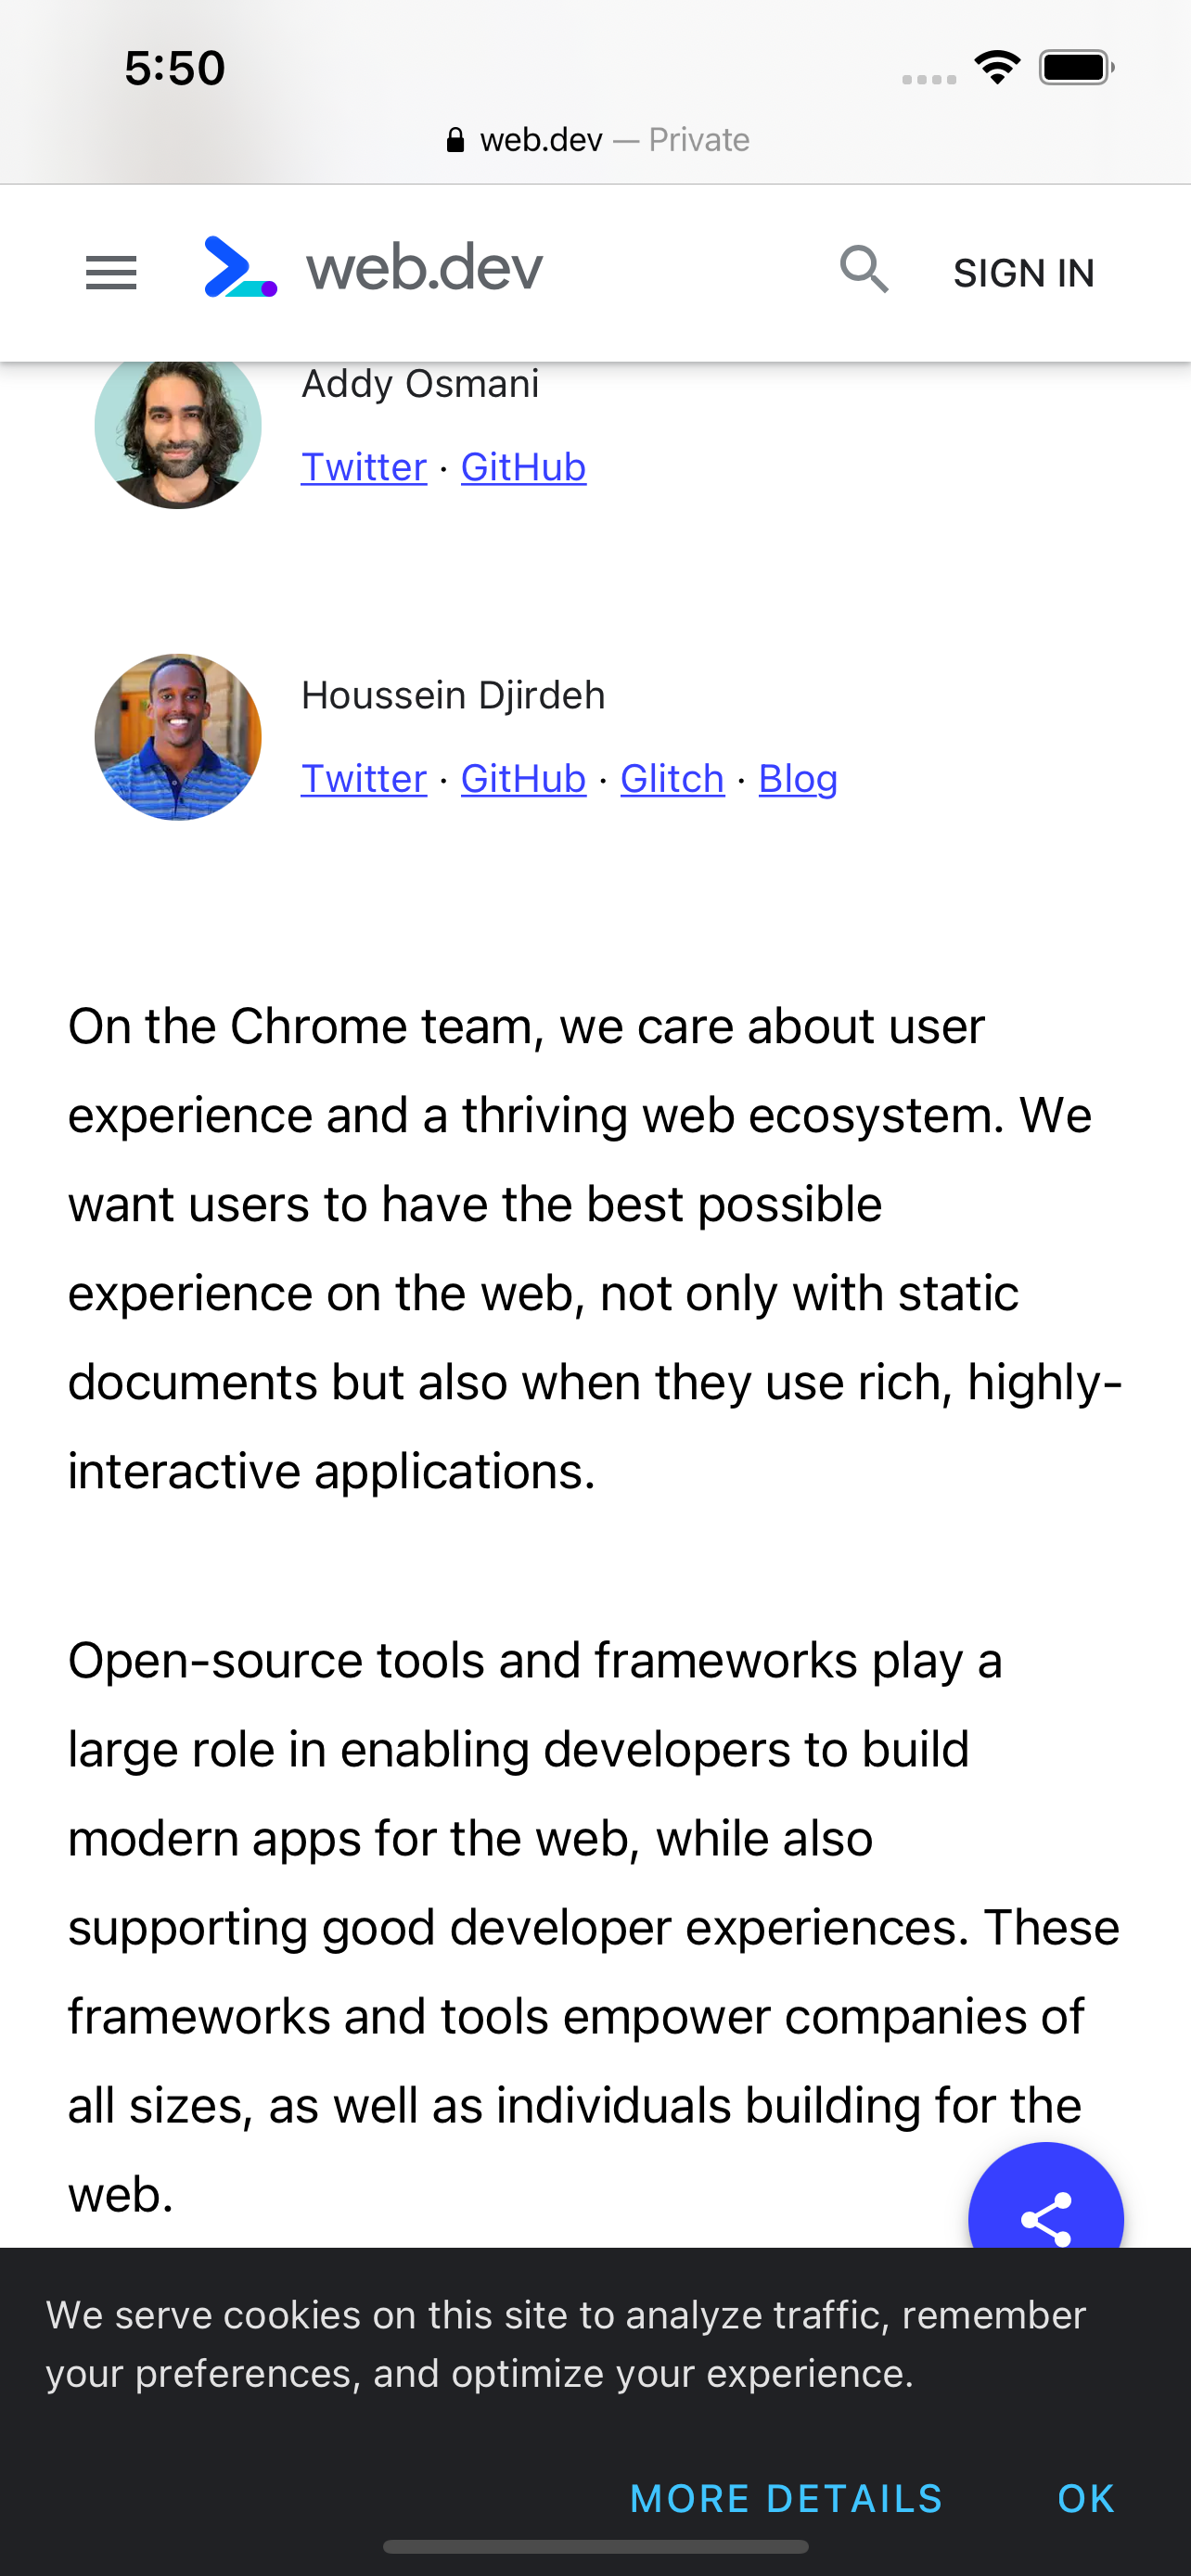 5:50
web.dev — Private
web.dev
SIGN IN
Addy Osmani
Twitter · GitHub
Houssein Djirdeh
Twitter · GitHub · Glitch · Blog
On the Chrome team, we care about user
experience and a thriving web ecosystem. We
want users to have the best possible
experience on the web, not only with static
documents but also when they use rich, highly-
interactive applications.
Open-source tools and frameworks play a
large role in enabling developers to build
modern apps for the web, while also
supporting good developer experiences. These
frameworks and tools empower companies of
all sizes, as well as individuals building for the
web.
We serve cookies on this site to analyze traffic, remember
your preferences, and optimize your experience.
MORE DETAILS
OK